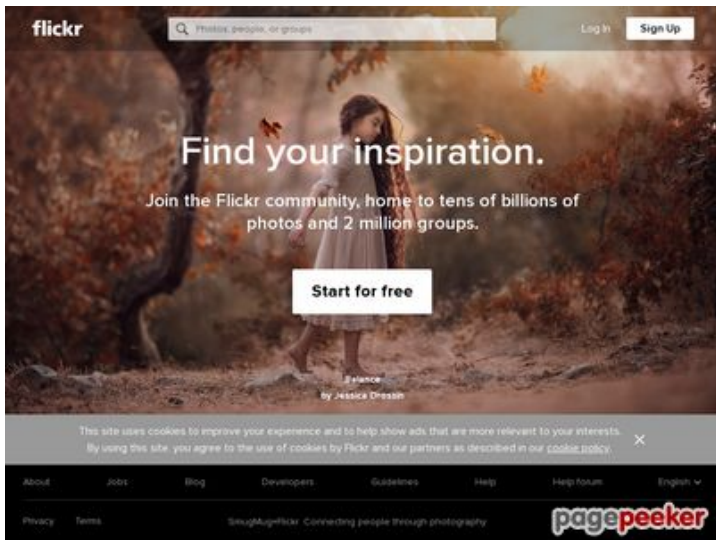 flickr
Photos, people, or groups
Log In
Sign Up
Find your inspiration.
Join the Flickr community, home to tens of billions of
photos and 2 million groups.
Start for free
Balance
by Jessica Drossin
This site uses cookies to improve your experience and to help show ads that are more relevant to your interests.
By using this site, you agree to the use of cookies by Flickr and our partners as described in our cookie policy.
About Jobs Blog Developers Guidelines Help Help forum English
Privacy Terms SmugMug+Flickr. Connecting people through photography.
pagepeeker